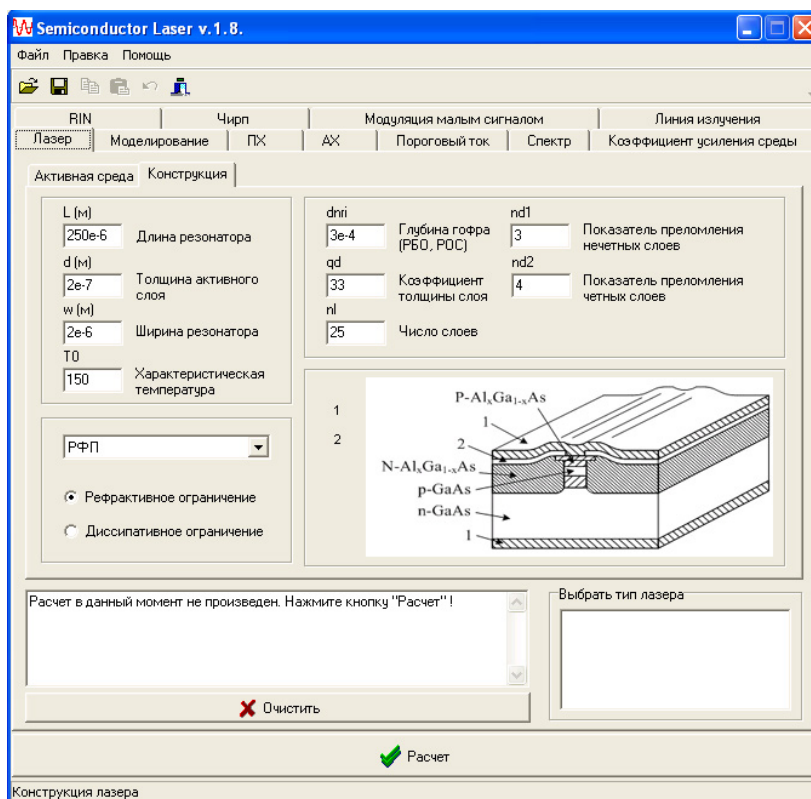 Semiconductor Laser v.1.8.
Файл Правка Помощь
RIN Чирп Модуляция малым сигналом Линия излучения
Лазер Моделирование ПХ АХ Пороговый ток Спектр Коэффициент усиления среды
Активная среда Конструкция
L (м)
250e-6 Длина резонатора
d (м)
2e-7 Толщина активного
слоя
w (м)
2e-6 Ширина резонатора
T0
150 Характеристическая
температура
dnri
3e-4 Глубина гофра
(РБО, РОС)
qd
33 Коэффициент
толщины слоя
nl
25 Число слоев
nd1
3 Показатель преломления
нечетных слоев
nd2
4 Показатель преломления
четных слоев
РФП
Рефрактивное ограничение
Диссипативное ограничение
1
2
P-AlxGa1-xAs
1
2
N-AlxGa1-xAs
p-GaAs
n-GaAs
1
Расчет в данный момент не произведен. Нажмите кнопку "Расчет" !
Очистить
Выбрать тип лазера
Расчет
Конструкция лазера